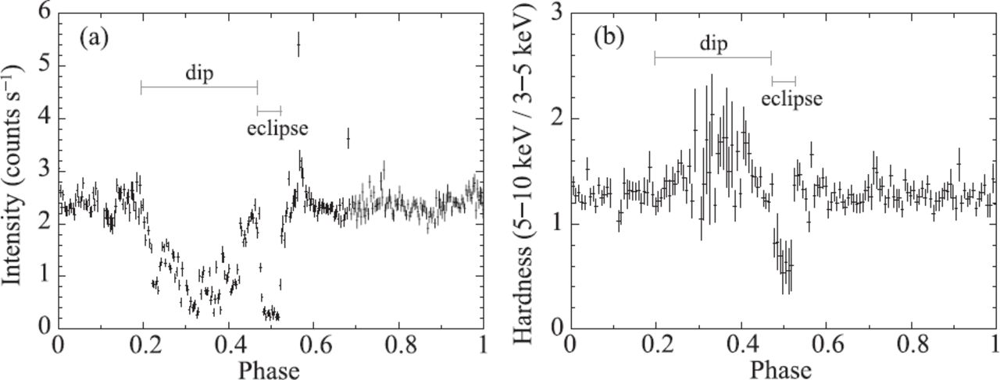 Intensity (counts s⁻¹)
6
5
4
3
2
1
0
(a)
dip
eclipse
0 0.2 0.4 0.6 0.8 1
Phase
Hardness (5−10 keV / 3−5 keV)
3
2
1
0
(b)
dip
eclipse
0 0.2 0.4 0.6 0.8 1
Phase